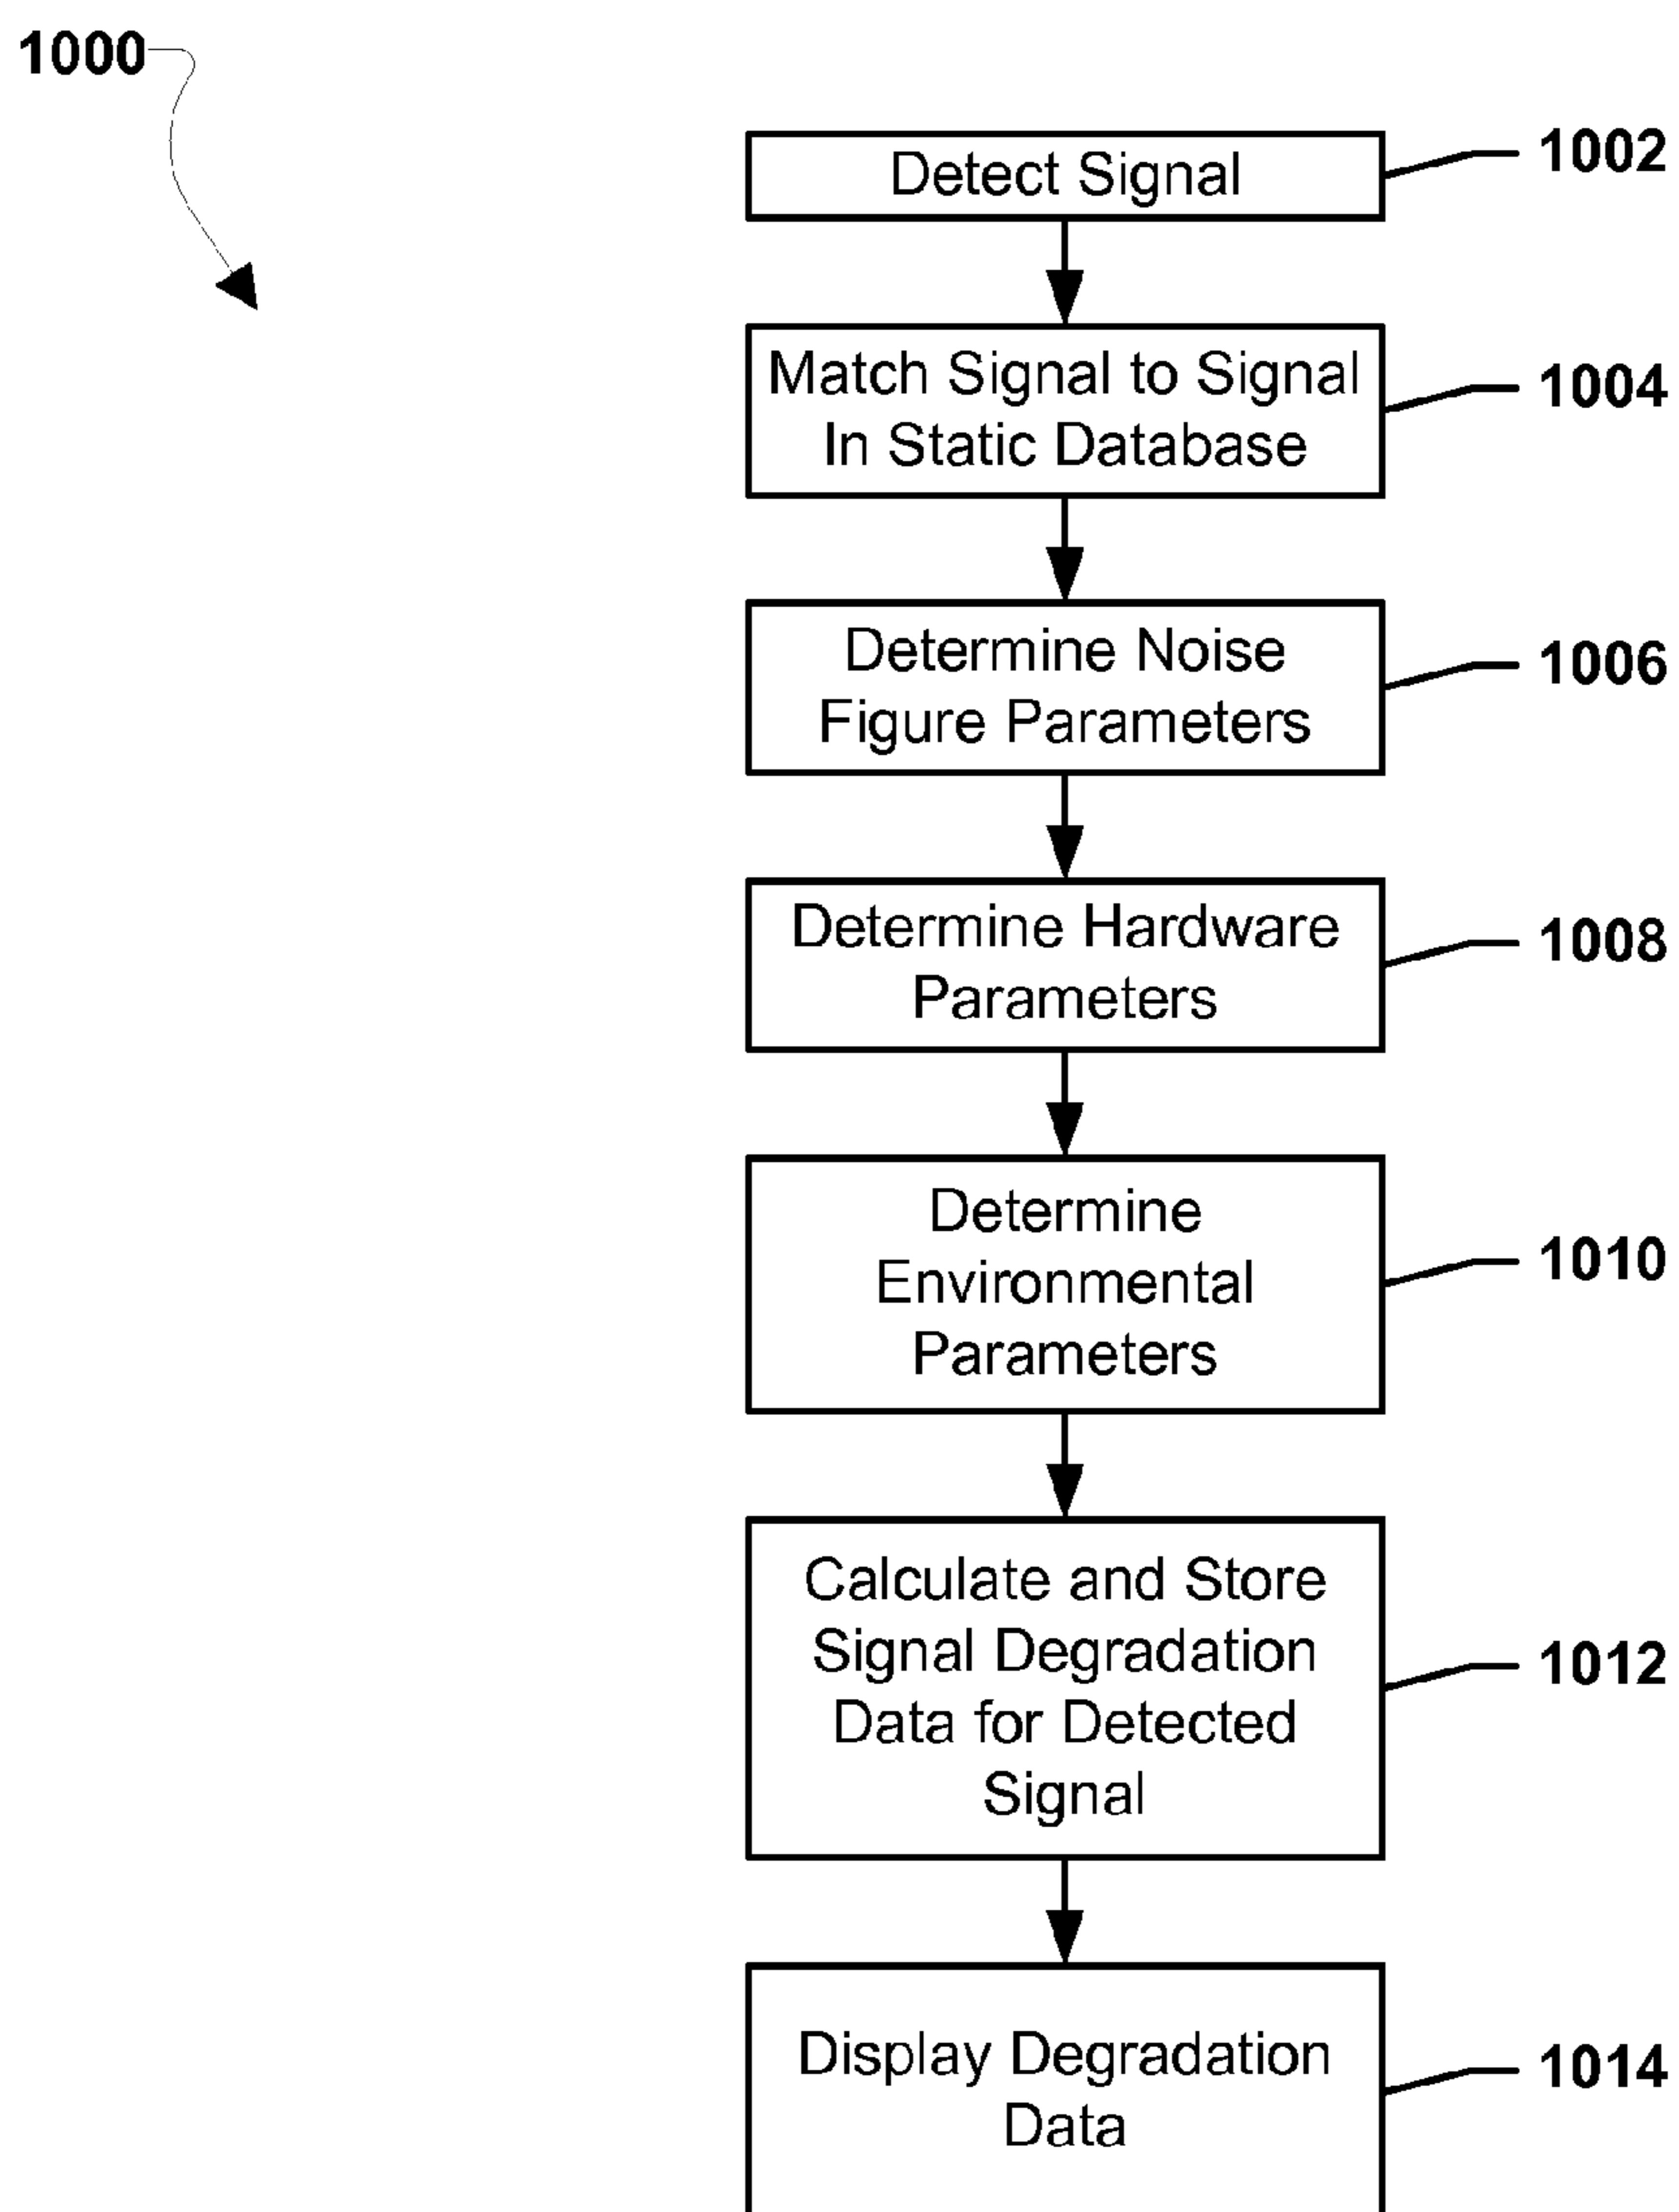 1000
Detect Signal
1002
Match Signal to Signal
In Static Database
1004
Determine Noise
Figure Parameters
1006
Determine Hardware
Parameters
1008
Determine
Environmental
Parameters
1010
Calculate and Store
Signal Degradation
Data for Detected
Signal
1012
Display Degradation
Data
1014